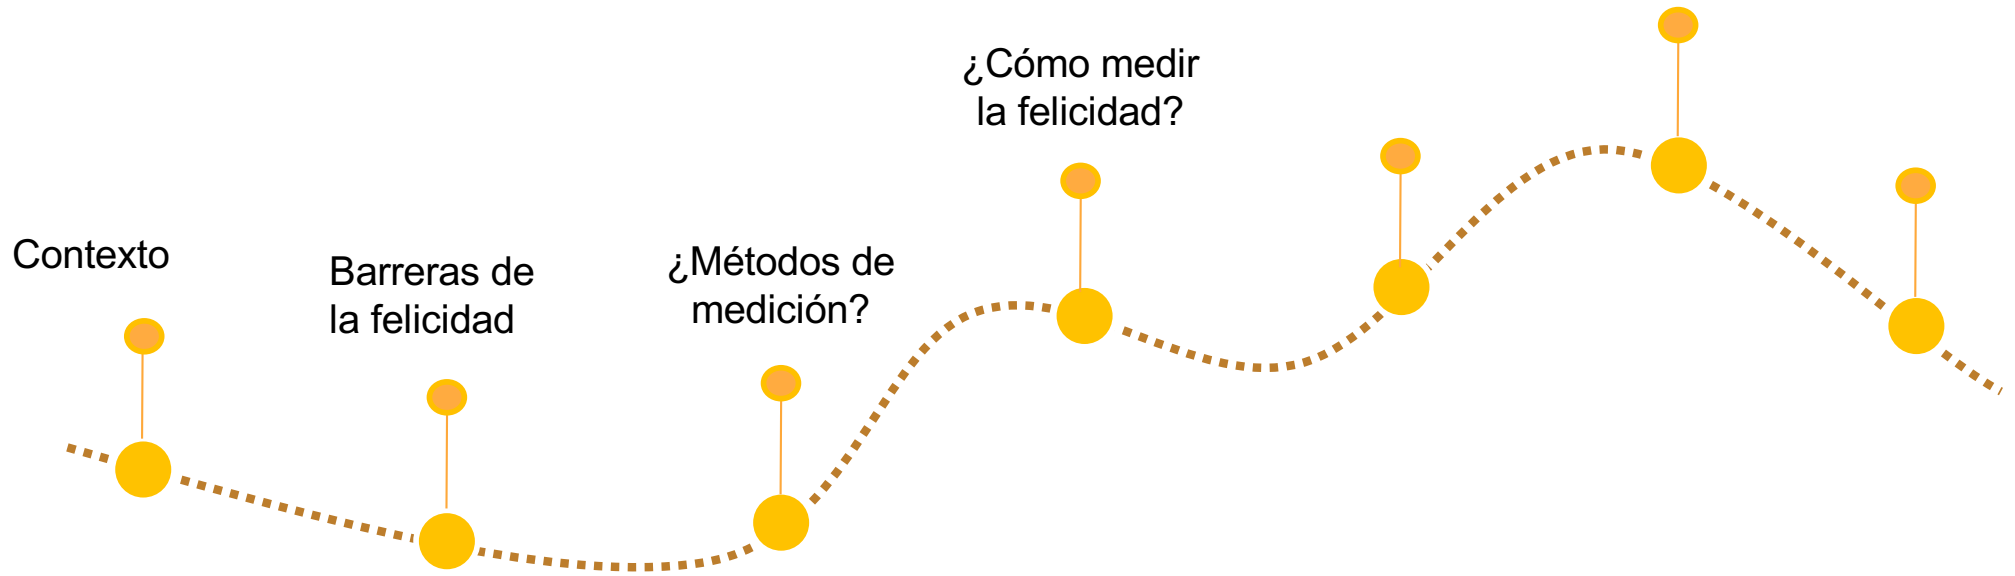 Contexto
Barreras de
la felicidad
¿Métodos de
medición?
¿Cómo medir
la felicidad?